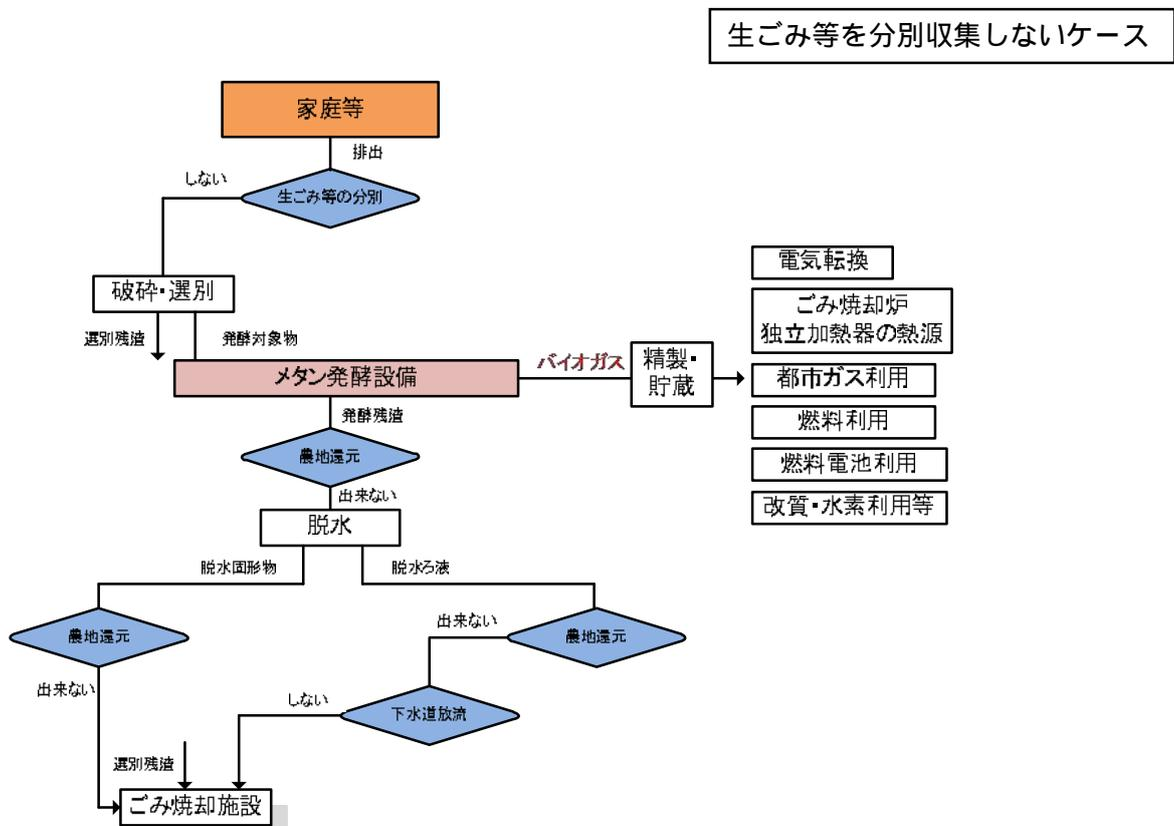 生ごみ等を分別収集しないケース
家庭等
排出
しない
生ごみ等の分別
破砕・選別
選別残渣
発酵対象物
メタン発酵設備
バイオガス
精製・
貯蔵
電気転換
ごみ焼却炉
独立加熱器の熱源
都市ガス利用
燃料利用
燃料電池利用
改質・水素利用等
発酵残渣
農地還元
出来ない
脱水
脱水固形物
脱水ろ液
農地還元
出来ない
農地還元
出来ない
しない
下水道放流
選別残渣
ごみ焼却施設